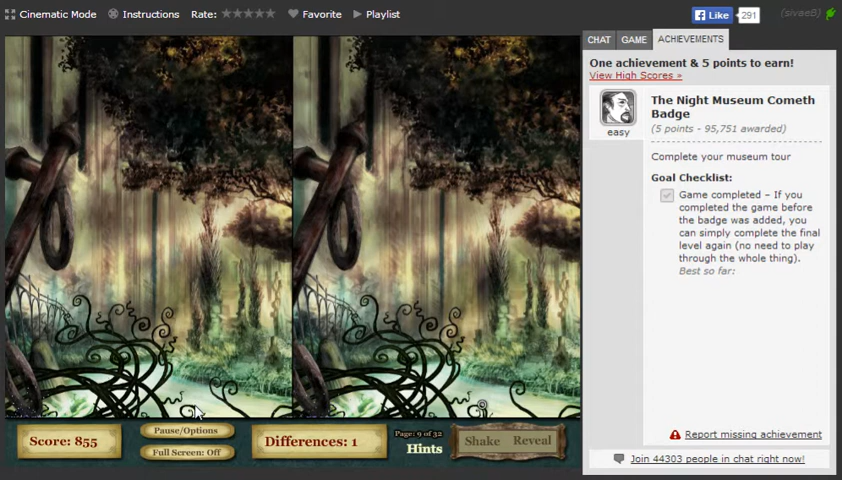 Cinematic Mode Instructions Rate: Favorite Playlist Like 291 (sivae8)
CHAT GAME ACHIEVEMENTS
One achievement & 5 points to earn!
View High Scores »
The Night Museum Cometh
Badge
easy
(5 points - 95,751 awarded)
Complete your museum tour
Goal Checklist:
Game completed – If you
completed the game before
the badge was added, you
can simply complete the final
level again (no need to play
through the whole thing).
Best so far:
Report missing achievement
Join 44303 people in chat right now!
Score: 855
Pause/Options
Full Screen: Off
Differences: 1
Page: 9 of 32
Hints
Shake Reveal